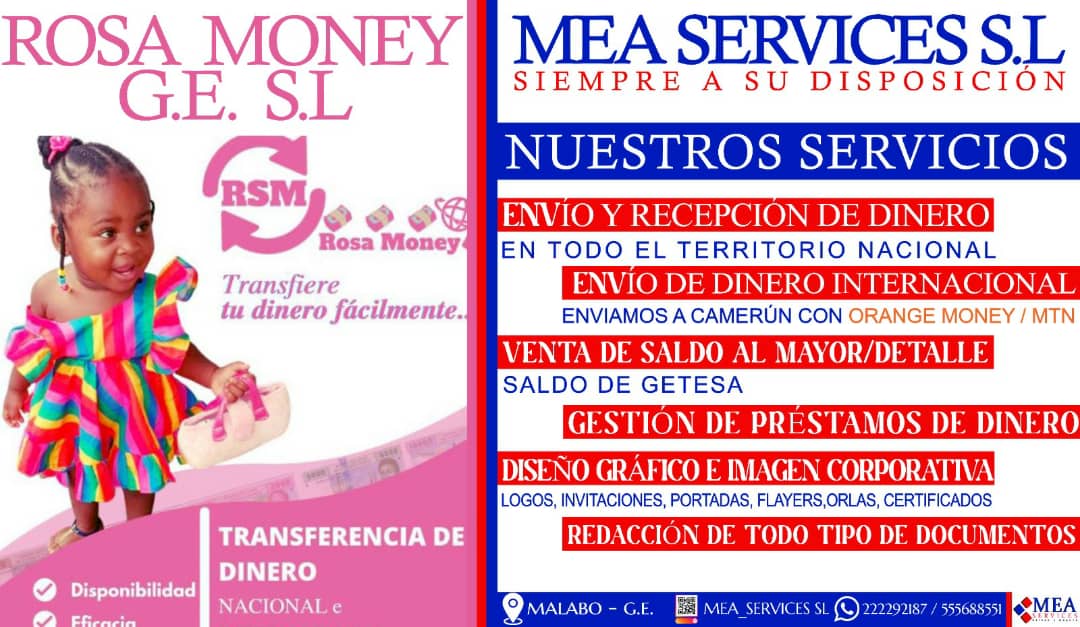 ROSA MONEY
G.E. S.L
RSM
Rosa Money
Transfiere
tu dinero fácilmente..
TRANSFERENCIA DE
DINERO
NACIONAL e
Disponibilidad
Eficacia
MEA SERVICES S.L
SIEMPRE A SU DISPOSICIÓN
NUESTROS SERVICIOS
ENVÍO Y RECEPCIÓN DE DINERO
EN TODO EL TERRITORIO NACIONAL
ENVÍO DE DINERO INTERNACIONAL
ENVIAMOS A CAMERÚN CON ORANGE MONEY / MTN
VENTA DE SALDO AL MAYOR/DETALLE
SALDO DE GETESA
GESTIÓN DE PRÉSTAMOS DE DINERO
DISEÑO GRÁFICO E IMAGEN CORPORATIVA
LOGOS, INVITACIONES, PORTADAS, FLAYERS,ORLAS, CERTIFICADOS
REDACCIÓN DE TODO TIPO DE DOCUMENTOS
MALABO - G.E. MEA_SERVICES SL 222292187 / 555688551
MEA
SERVICES